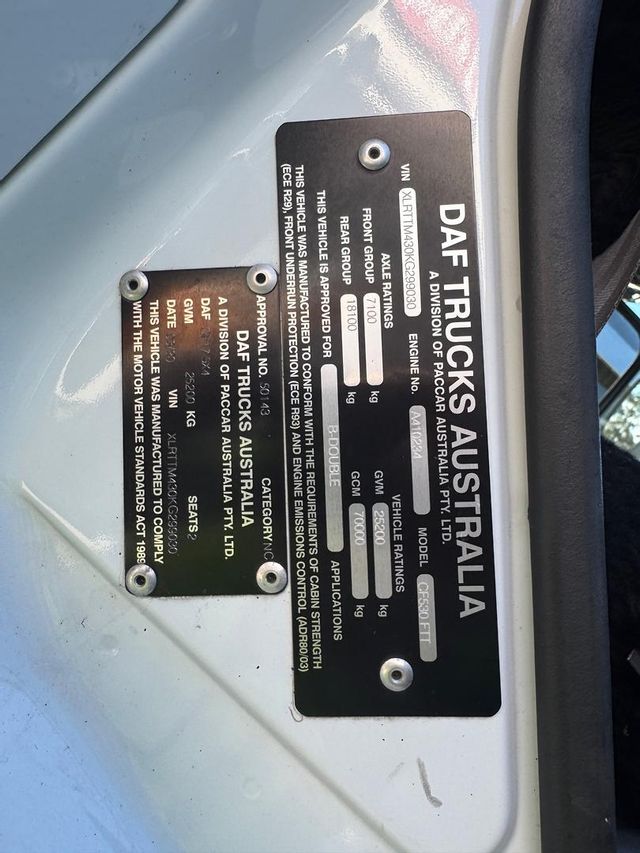 DAF TRUCKS AUSTRALIA
A DIVISION OF PACCAR AUSTRALIA PTY. LTD.
VIN XLRTTM430KG299030 ENGINE No. MODEL CF530 FTT
AXLE RATINGS VEHICLE RATINGS
FRONT GROUP 7100 kg GVM 25200 kg
REAR GROUP 18100 kg GCM 70000 kg
THIS VEHICLE IS APPROVED FOR B-DOUBLE APPLICATIONS
THIS VEHICLE WAS MANUFACTURED TO CONFORM WITH THE REQUIREMENTS OF CABIN STRENGTH
(ECE R29), FRONT UNDERRUN PROTECTION (ECE R93) AND ENGINE EMISSIONS CONTROL (ADR80/03)
APPROVAL NO. 50143 CATEGORY NC
DAF TRUCKS AUSTRALIA
A DIVISION OF PACCAR AUSTRALIA PTY. LTD.
DAF SEATS 2
GVM 25200 KG
DATE VIN XLRTTM430KG299030
THIS VEHICLE WAS MANUFACTURED TO COMPLY
WITH THE MOTOR VEHICLE STANDARDS ACT 1989